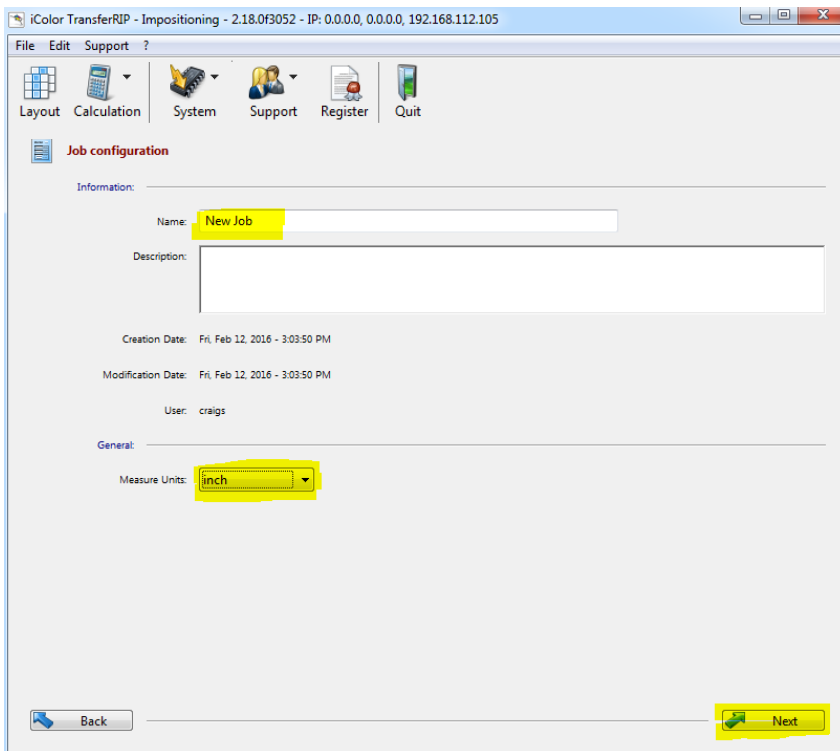 iColor TransferRIP - Impositioning - 2.18.0f3052 - IP: 0.0.0.0, 0.0.0.0, 192.168.112.105
File Edit Support ?
Layout Calculation System Support Register Quit
Job configuration
Information:
Name: New Job
Description:
Creation Date: Fri, Feb 12, 2016 - 3:03:50 PM
Modification Date: Fri, Feb 12, 2016 - 3:03:50 PM
User: craigs
General:
Measure Units: inch
Back Next